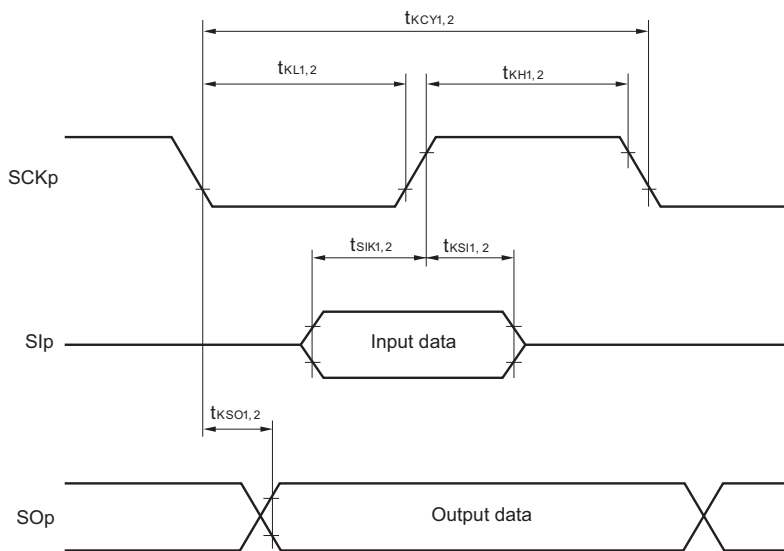 tKCY1,2
tKL1,2
tKH1,2
SCKp
tSIK1,2
tKSI1,2
SIp
Input data
tKSO1,2
SOp
Output data